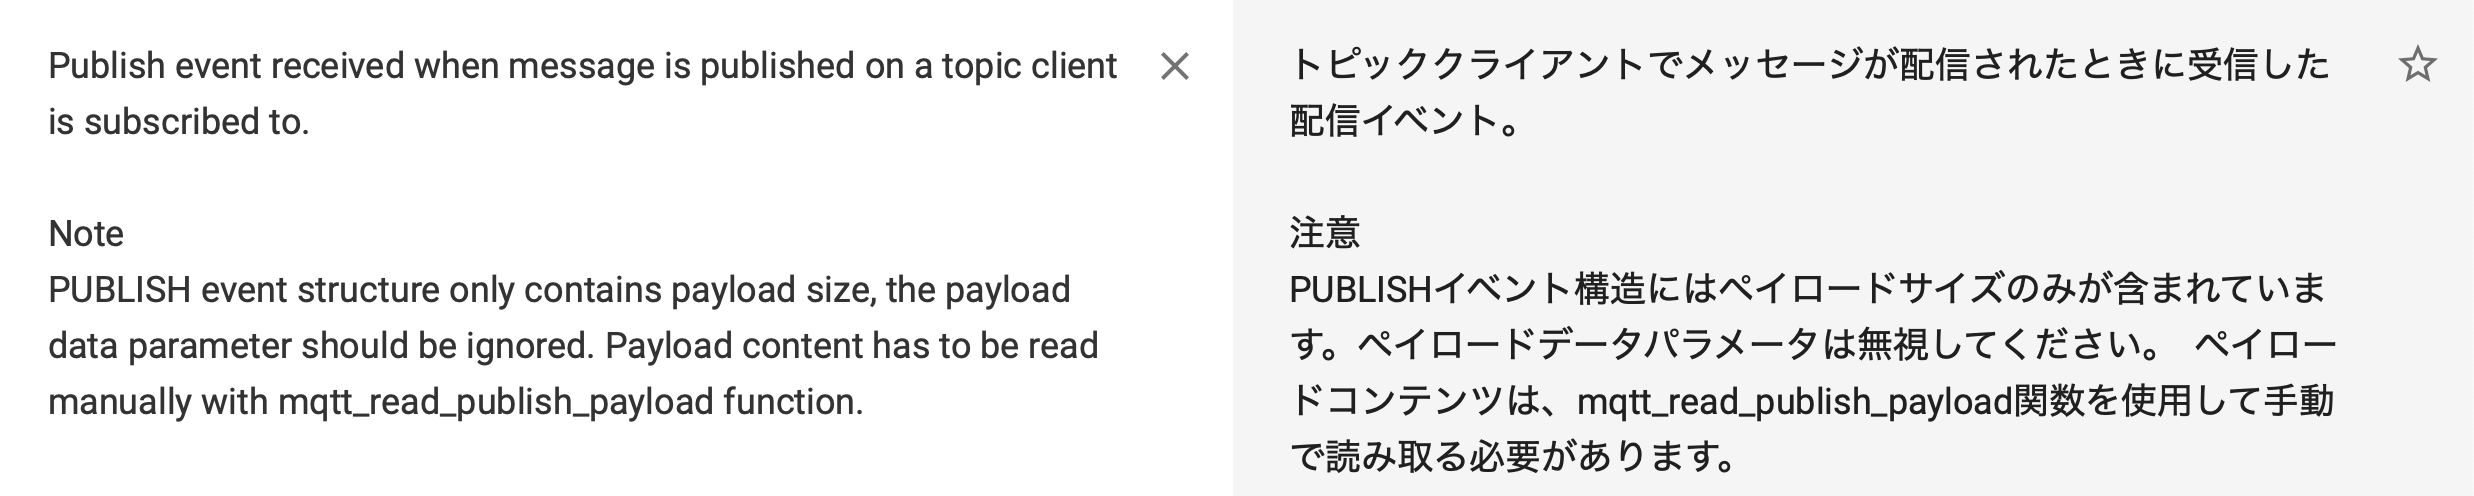 Publish event received when message is published on a topic client
is subscribed to.
Note
PUBLISH event structure only contains payload size, the payload
data parameter should be ignored. Payload content has to be read
manually with mqtt_read_publish_payload function.
トピッククライアントでメッセージが配信されたときに受信した
配信イベント。
注意
PUBLISHイベント構造にはペイロードサイズのみが含まれていま
す。ペイロードデータパラメータは無視してください。 ペイロー
ドコンテンツは、mqtt_read_publish_payload関数を使用して手動
で読み取る必要があります。